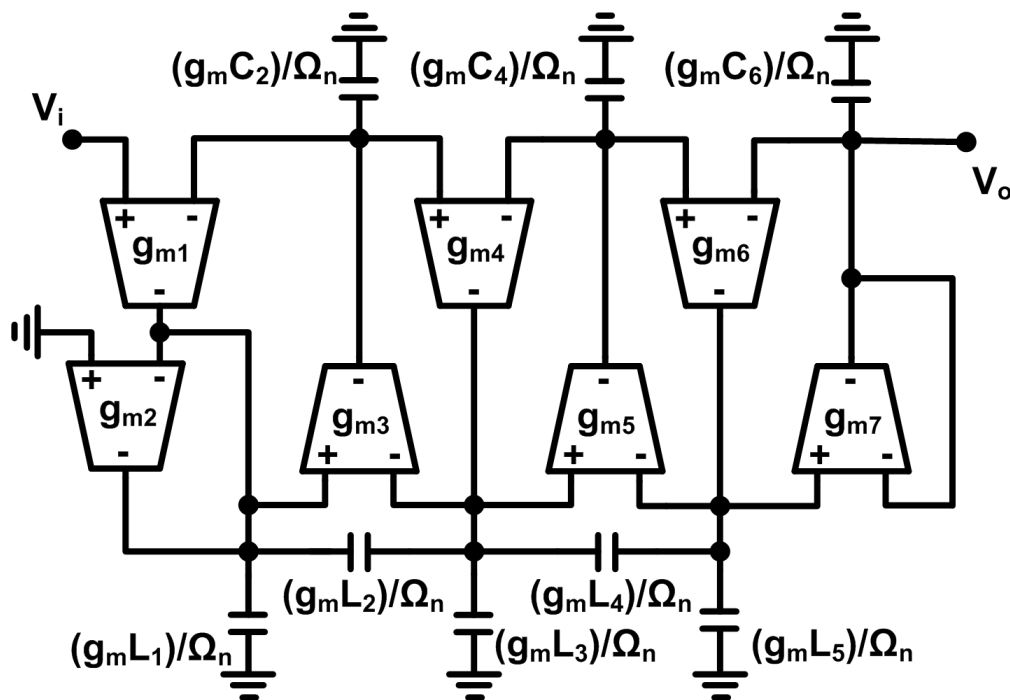 (gₘC₂)/Ωₙ (gₘC₄)/Ωₙ (gₘC₆)/Ωₙ
Vᵢ
Vₒ
+ - + - + -
gₘ₁ gₘ₄ gₘ₆
- - -
+ - - - -
gₘ₂ gₘ₃ gₘ₅ gₘ₇
- + - + - + -
(gₘL₂)/Ωₙ (gₘL₄)/Ωₙ
(gₘL₁)/Ωₙ (gₘL₃)/Ωₙ (gₘL₅)/Ωₙ